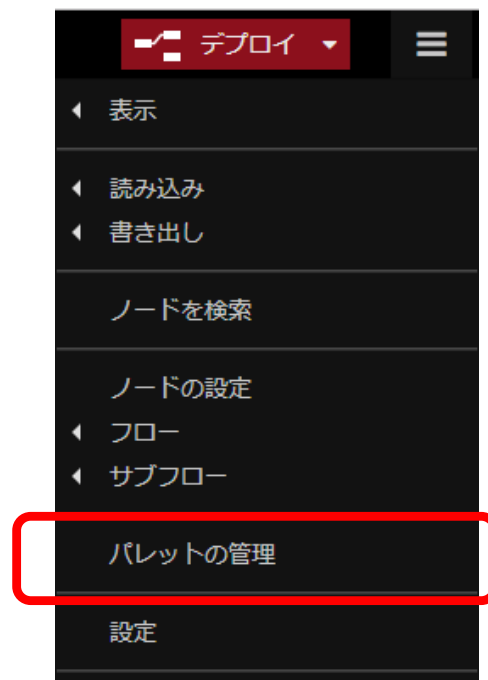 デプロイ
表示
読み込み
書き出し
ノードを検索
ノードの設定
フロー
サブフロー
パレットの管理
設定